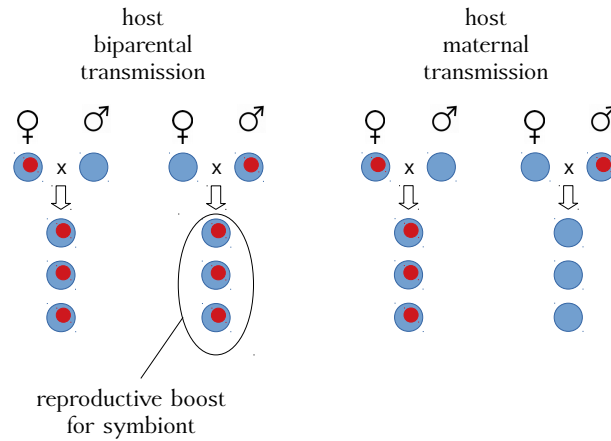 host
biparental
transmission
host
maternal
transmission
♀ ♂ ♀ ♂ ♀ ♂ ♀ ♂
x x x x
reproductive boost
for symbiont